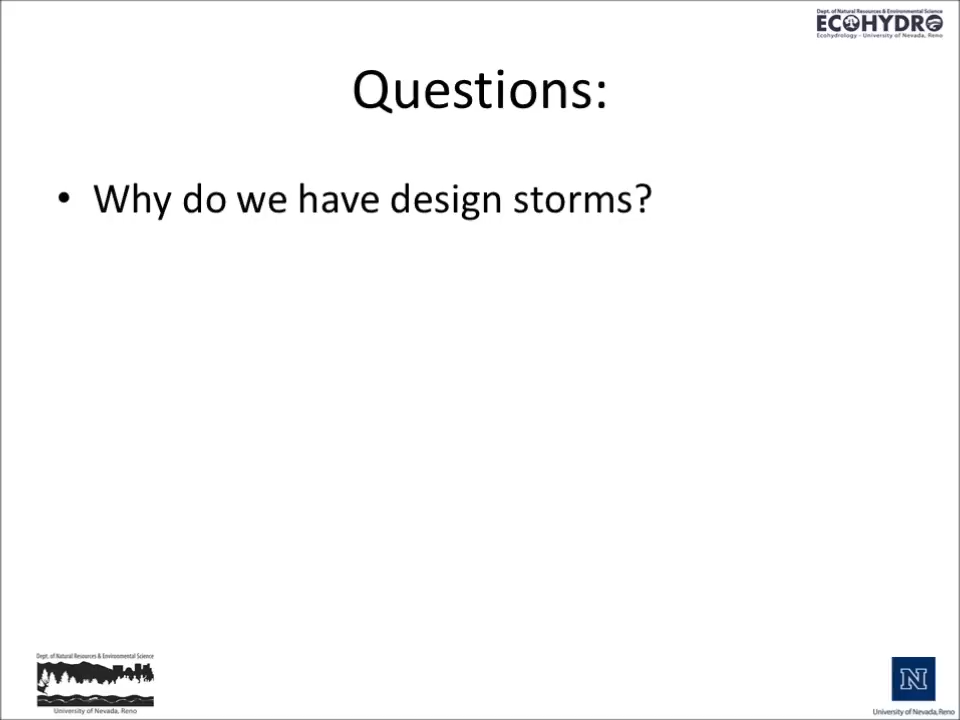 Dept. of Natural Resources & Environmental Science
ECOHYDRO
Ecohydrology - University of Nevada, Reno
Questions:
• Why do we have design storms?
Dept. of Natural Resources & Environmental Science
University of Nevada, Reno
N
University of Nevada, Reno